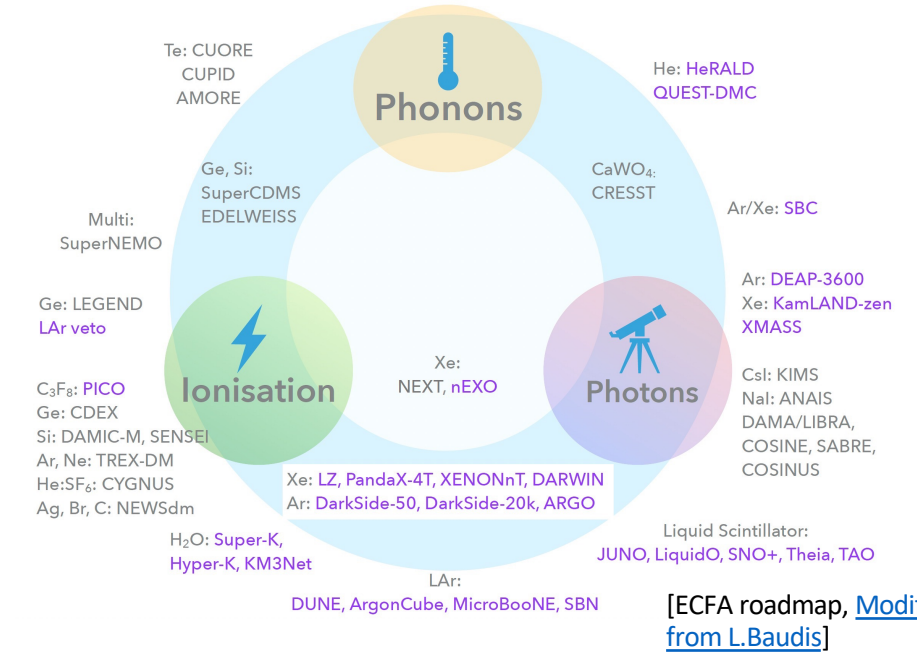 Te: CUORE
CUPID
AMORE
Phonons
He: HeRALD
QUEST-DMC
Ge, Si:
SuperCDMS
EDELWEISS
CaWO₄:
CRESST
Multi:
SuperNEMO
Ar/Xe: SBC
Ge: LEGEND
LAr veto
Ar: DEAP-3600
Xe: KamLAND-zen
XMASS
Ionisation
Xe:
NEXT, nEXO
Photons
C₃F₈: PICO
Ge: CDEX
Si: DAMIC-M, SENSEI
Ar, Ne: TREX-DM
He:SF₆: CYGNUS
Ag, Br, C: NEWSdm
CsI: KIMS
NaI: ANAIS
DAMA/LIBRA,
COSINE, SABRE,
COSINUS
Xe: LZ, PandaX-4T, XENONnT, DARWIN
Ar: DarkSide-50, DarkSide-20k, ARGO
H₂O: Super-K,
Hyper-K, KM3Net
Liquid Scintillator:
JUNO, LiquidO, SNO+, Theia, TAO
LAr:
DUNE, ArgonCube, MicroBooNE, SBN
[ECFA roadmap,
from L.Baudis]